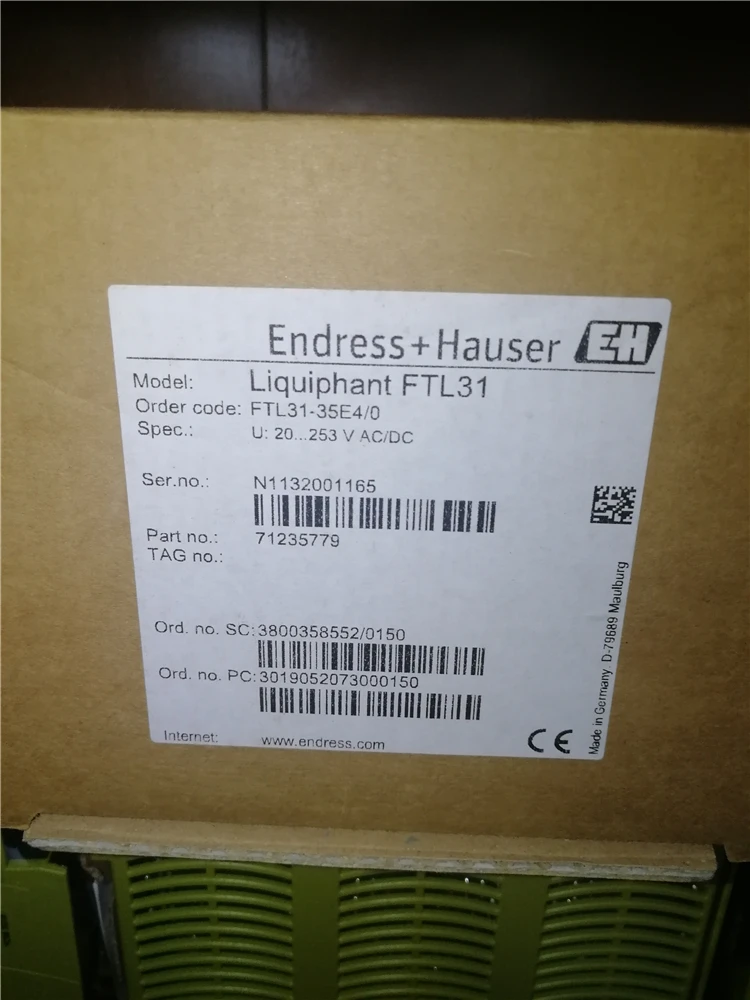 Endress+Hauser EH
Model: Liquiphant FTL31
Order code: FTL31-35E4/0
Spec.: U: 20...253 V AC/DC
Ser.no.: N1132001165
Part no.: 71235779
TAG no.:
Ord. no. SC: 3800358552/0150
Ord. no. PC: 3019052073000150
Internet: www.endress.com
CE
Made in Germany, D-79689 Maulburg